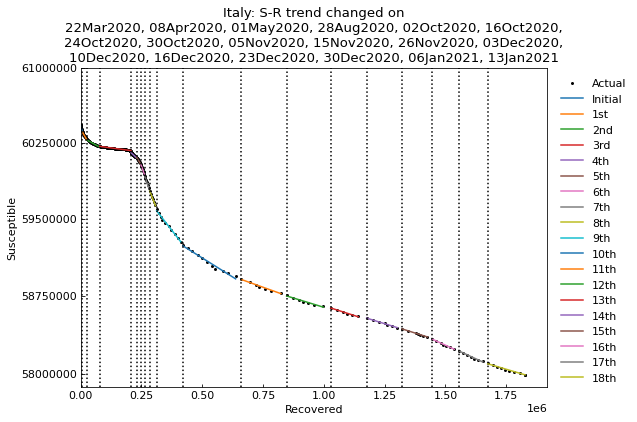 Italy: S-R trend changed on
22Mar2020, 08Apr2020, 01May2020, 28Aug2020, 02Oct2020, 16Oct2020,
24Oct2020, 30Oct2020, 05Nov2020, 15Nov2020, 26Nov2020, 03Dec2020,
10Dec2020, 16Dec2020, 23Dec2020, 30Dec2020, 06Jan2021, 13Jan2021
61000000
60250000
59500000
58750000
58000000
Susceptible
0.00
0.25
0.50
0.75
1.00
1.25
1.50
1.75
1e6
Recovered
Actual
Initial
1st
2nd
3rd
4th
5th
6th
7th
8th
9th
10th
11th
12th
13th
14th
15th
16th
17th
18th